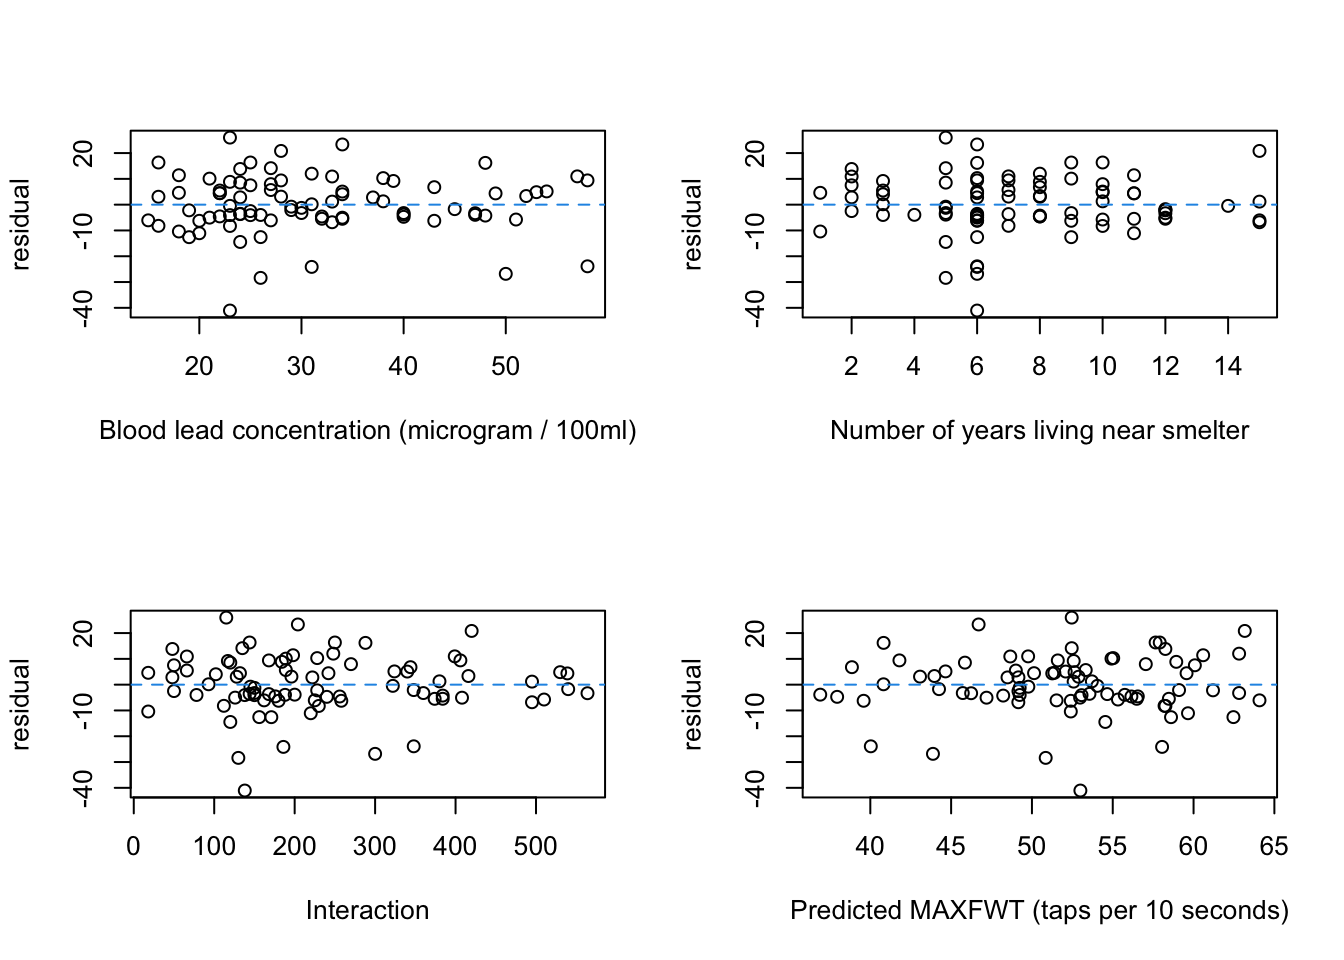 residual
20
-10
-40
20 30 40 50
Blood lead concentration (microgram / 100ml)
residual
20
-10
-40
2 4 6 8 10 12 14
Number of years living near smelter
residual
20
-10
-40
0 100 200 300 400 500
Interaction
residual
20
-10
-40
40 45 50 55 60 65
Predicted MAXFWT (taps per 10 seconds)